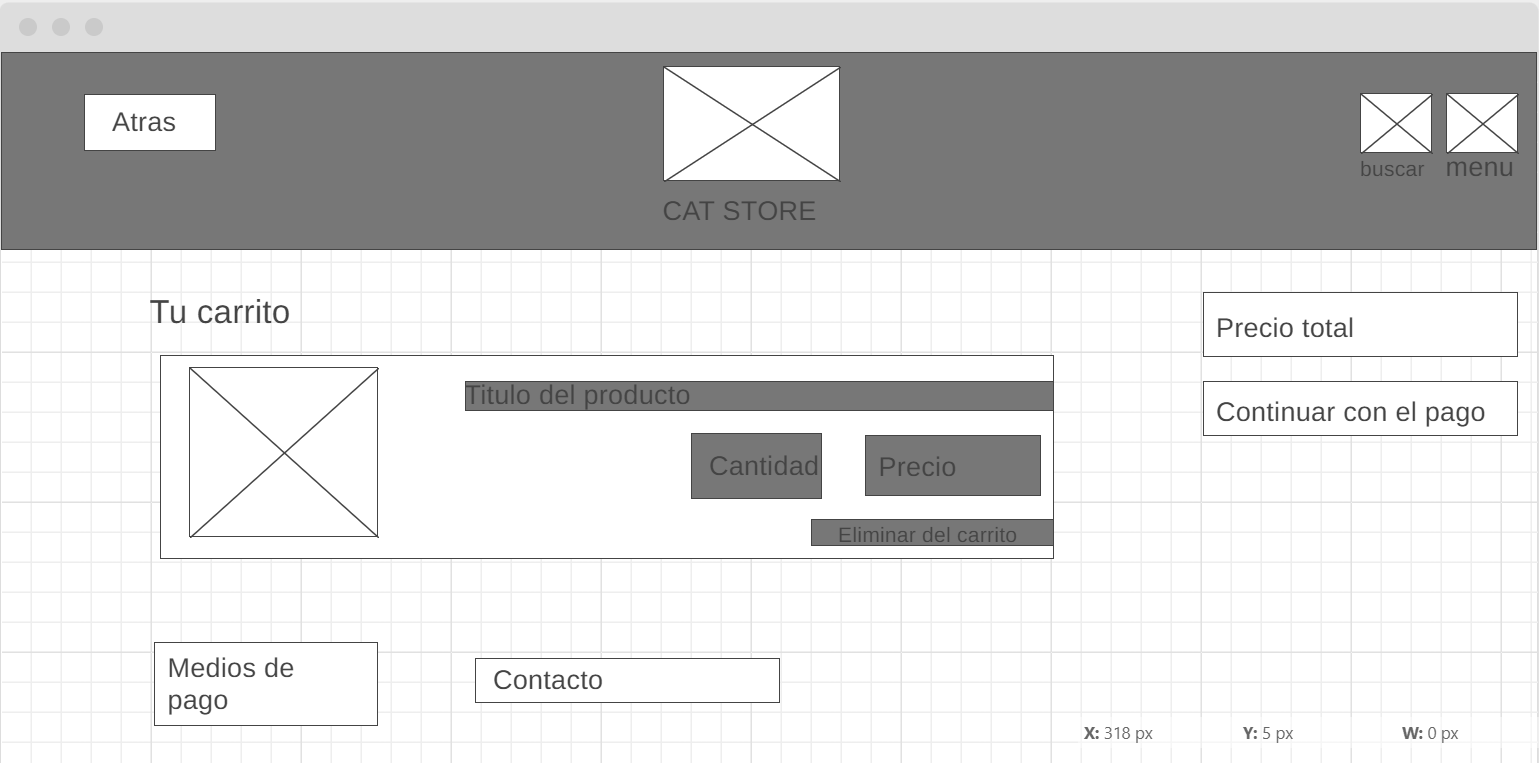 Atras
buscar
menu
CAT STORE
Tu carrito
Precio total
Titulo del producto
Continuar con el pago
Cantidad
Precio
Eliminar del carrito
Medios de
pago
Contacto
X: 318 px Y: 5 px W: 0 px